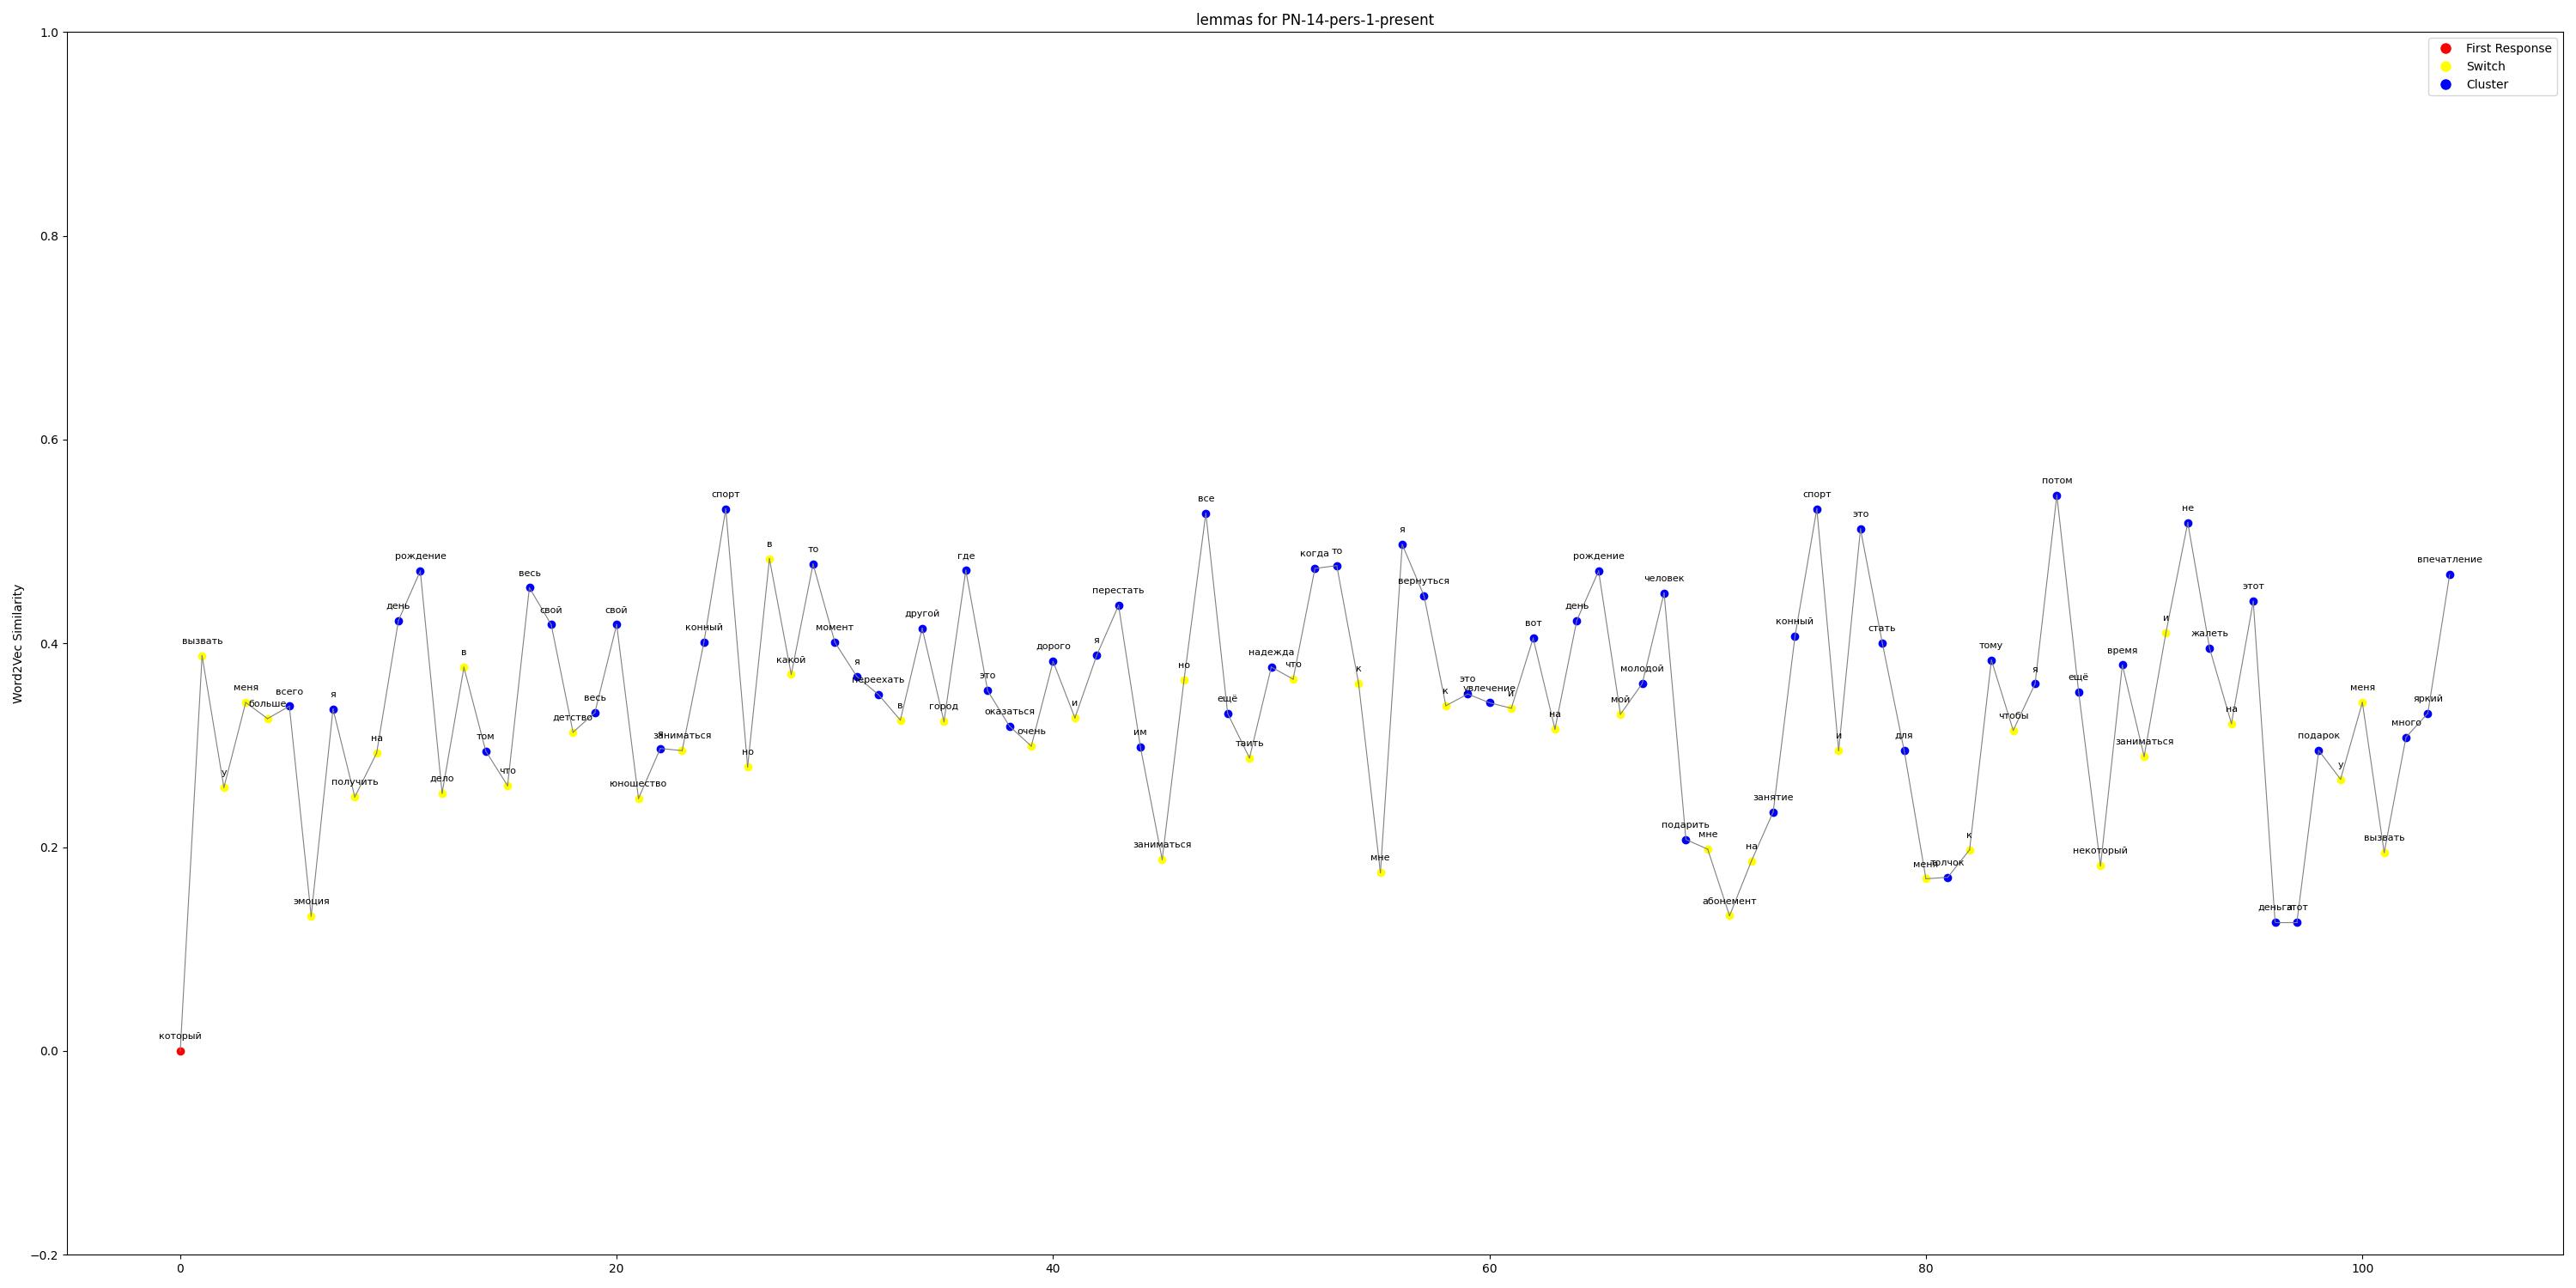 lemmas for PN-14-pers-1-present
First Response
Switch
Cluster
Word2Vec Similarity
1.0
0.8
0.6
0.4
0.2
0.0
−0.2
0
20
40
60
80
100
который
вызвать
у
меня
больше
всего
эмоция
я
получить
на
день
рождение
дело
в
том
что
весь
свой
детство
весь
свой
юношество
я
заниматься
конный
спорт
но
в
какой
то
момент
я
переехать
в
другой
город
где
это
оказаться
очень
дорого
и
я
перестать
им
заниматься
но
все
ещё
таить
надежда
что
когда
то
к
мне
я
вернуться
к
это
увлечение
и
вот
на
день
рождение
мой
молодой
человек
подарить
мне
абонемент
на
занятие
конный
спорт
и
это
стать
для
меня
толчок
к
тому
чтобы
я
потом
ещё
некоторый
время
заниматься
и
не
жалеть
на
этот
деньга
этот
подарок
у
меня
вызвать
много
яркий
впечатление